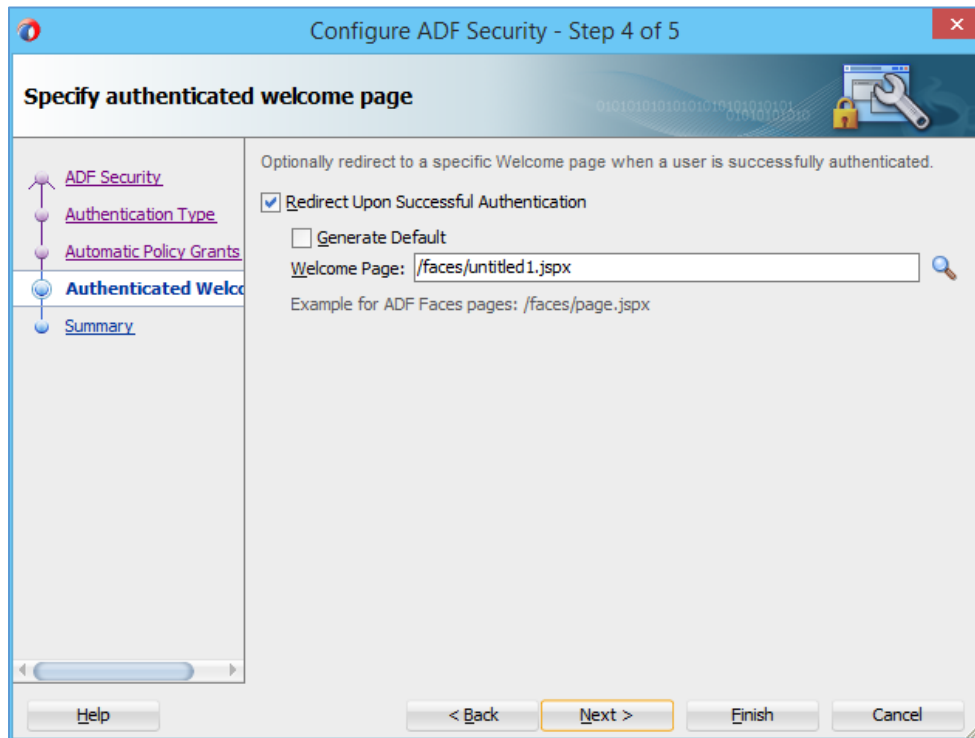 Configure ADF Security - Step 4 of 5
Specify authenticated welcome page
ADF Security
Authentication Type
Automatic Policy Grants
Authenticated Welco
Summary
Optionally redirect to a specific Welcome page when a user is successfully authenticated.
Redirect Upon Successful Authentication
Generate Default
Welcome Page: /faces/untitled1.jspx
Example for ADF Faces pages: /faces/page.jspx
Help
< Back
Next >
Finish
Cancel